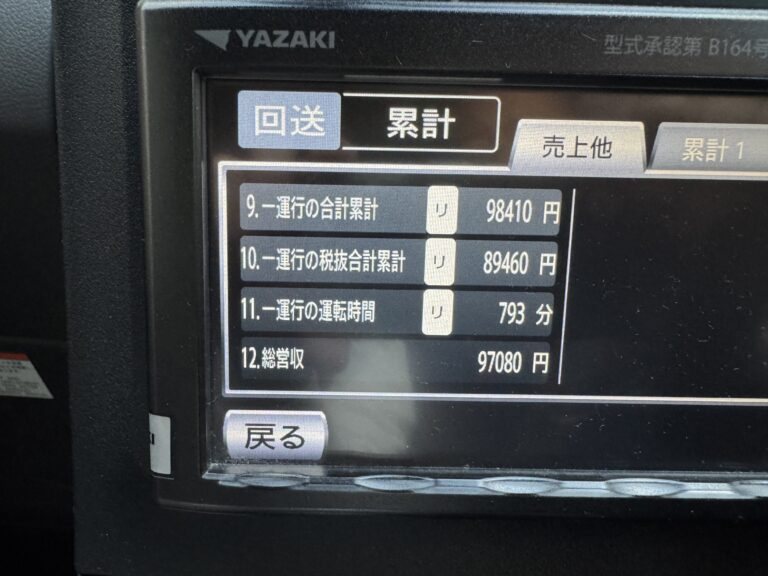 YAZAKI
型式承認第 B164号
回送
累計
売上他
累計1
9.一運行の合計累計 リ 98410 円
10.一運行の税抜合計累計 リ 89460 円
11.一運行の運転時間 リ 793 分
12.総営収 97080 円
戻る